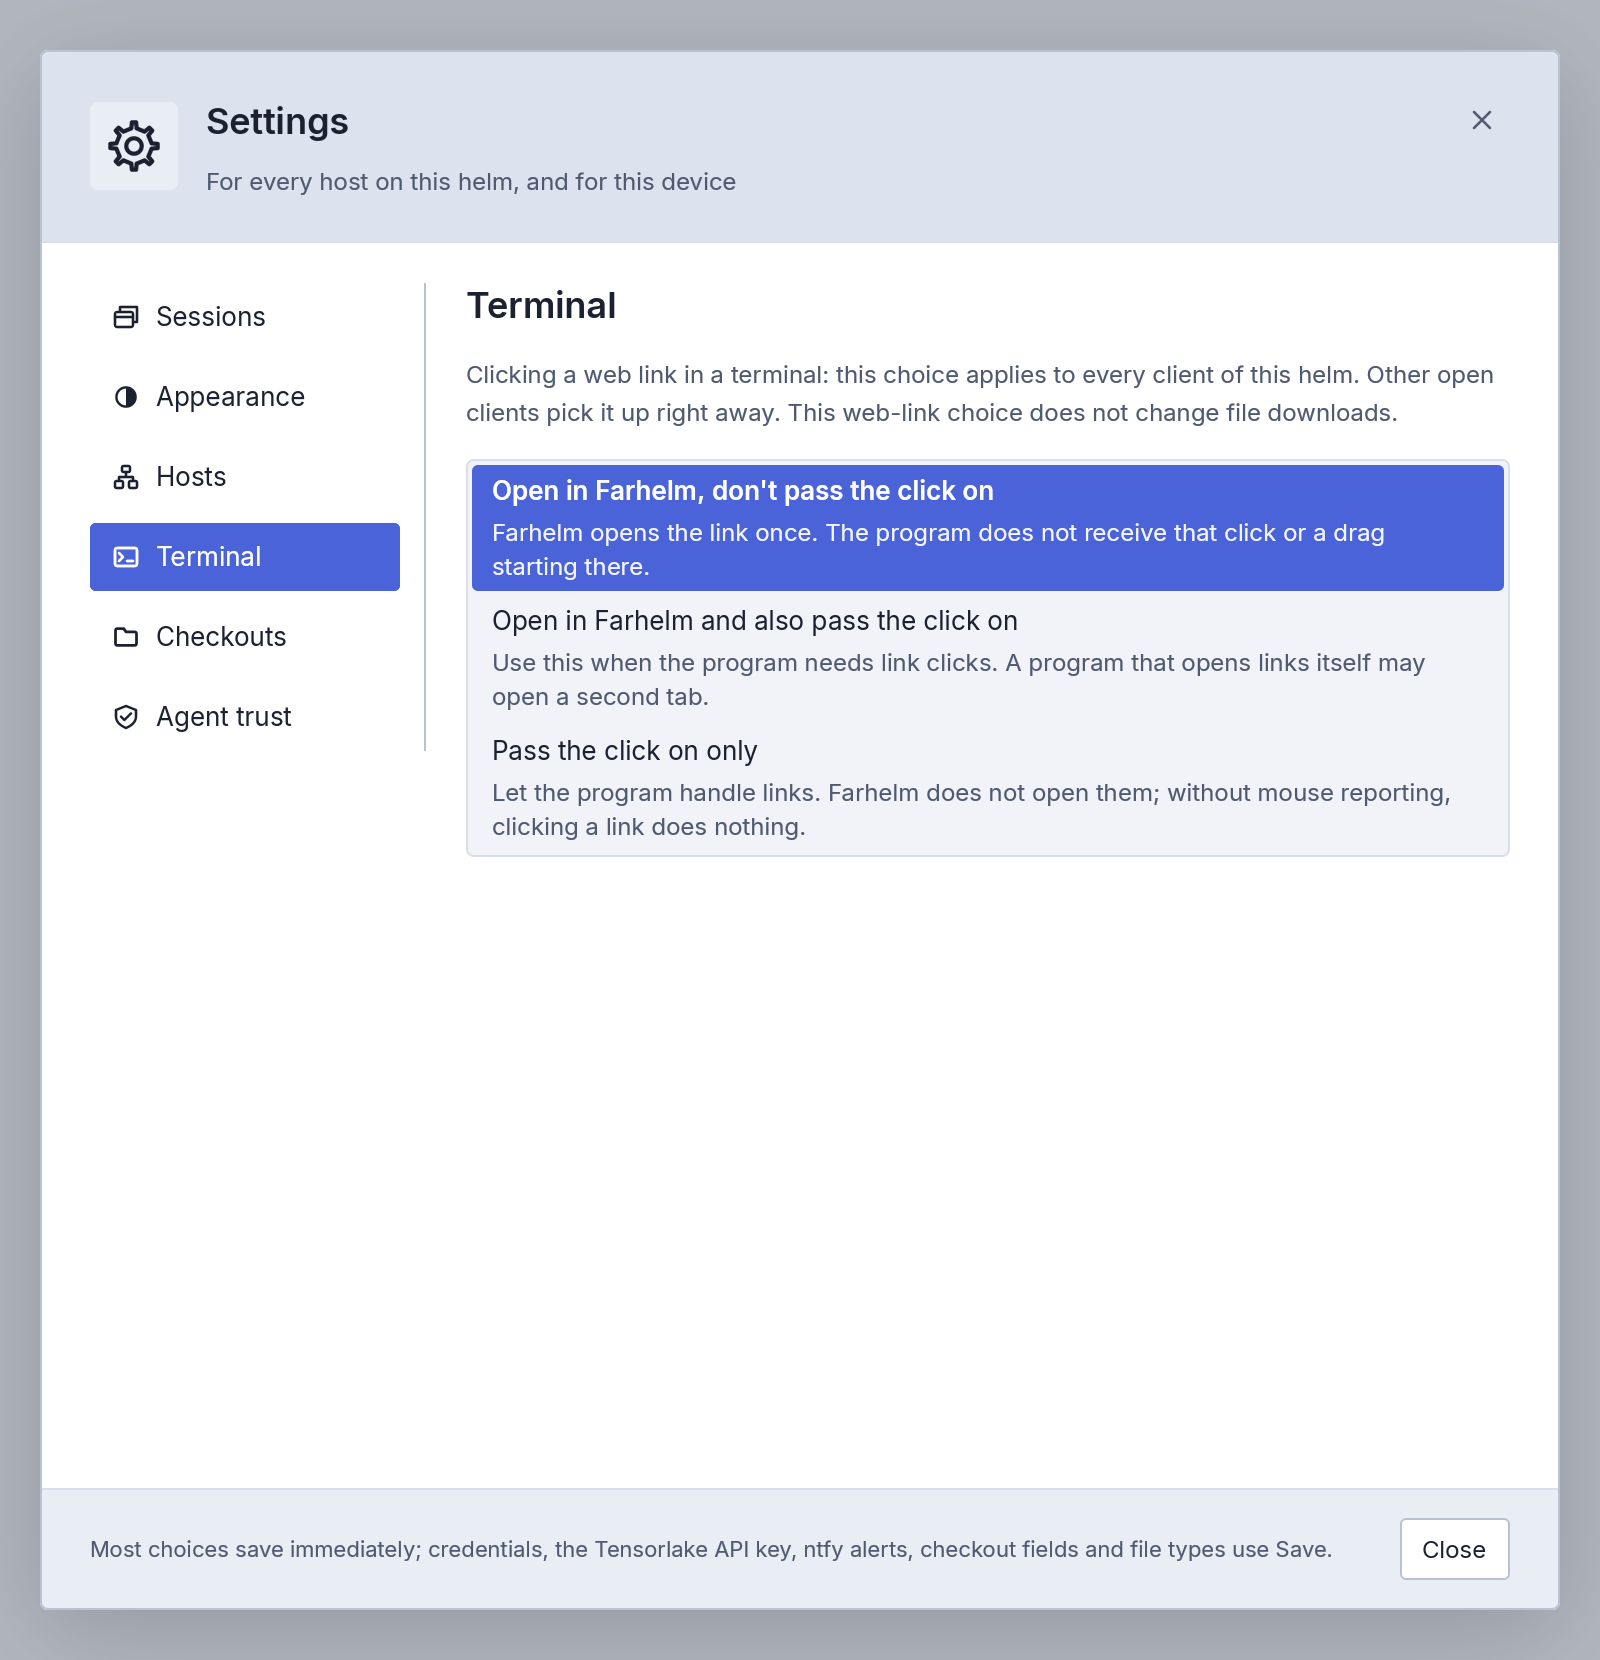 Settings
For every host on this helm, and for this device
Sessions
Appearance
Hosts
Terminal
Checkouts
Agent trust
Terminal
Clicking a web link in a terminal: this choice applies to every client of this helm. Other open
clients pick it up right away. This web-link choice does not change file downloads.
Open in Farhelm, don't pass the click on
Farhelm opens the link once. The program does not receive that click or a drag
starting there.
Open in Farhelm and also pass the click on
Use this when the program needs link clicks. A program that opens links itself may
open a second tab.
Pass the click on only
Let the program handle links. Farhelm does not open them; without mouse reporting,
clicking a link does nothing.
Most choices save immediately; credentials, the Tensorlake API key, ntfy alerts, checkout fields and file types use Save.
Close